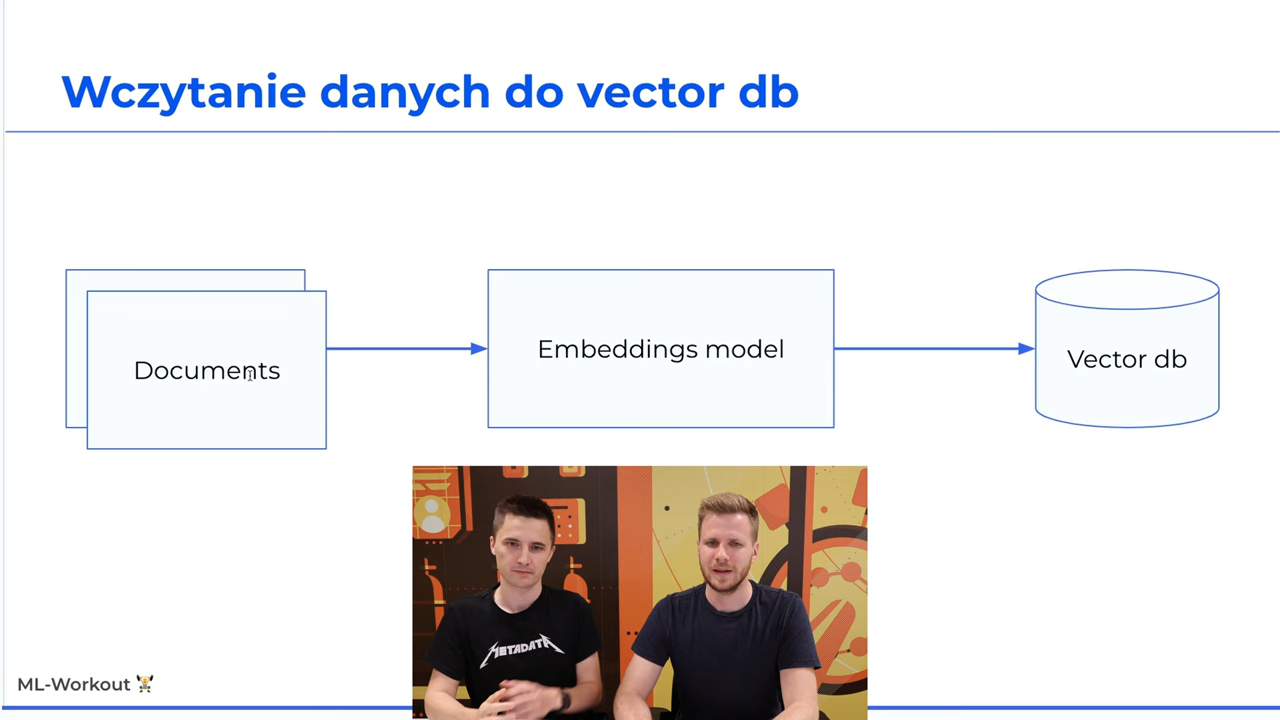 Wczytanie danych do vector db
Documents
Embeddings model
Vector db
METADATA
ML-Workout